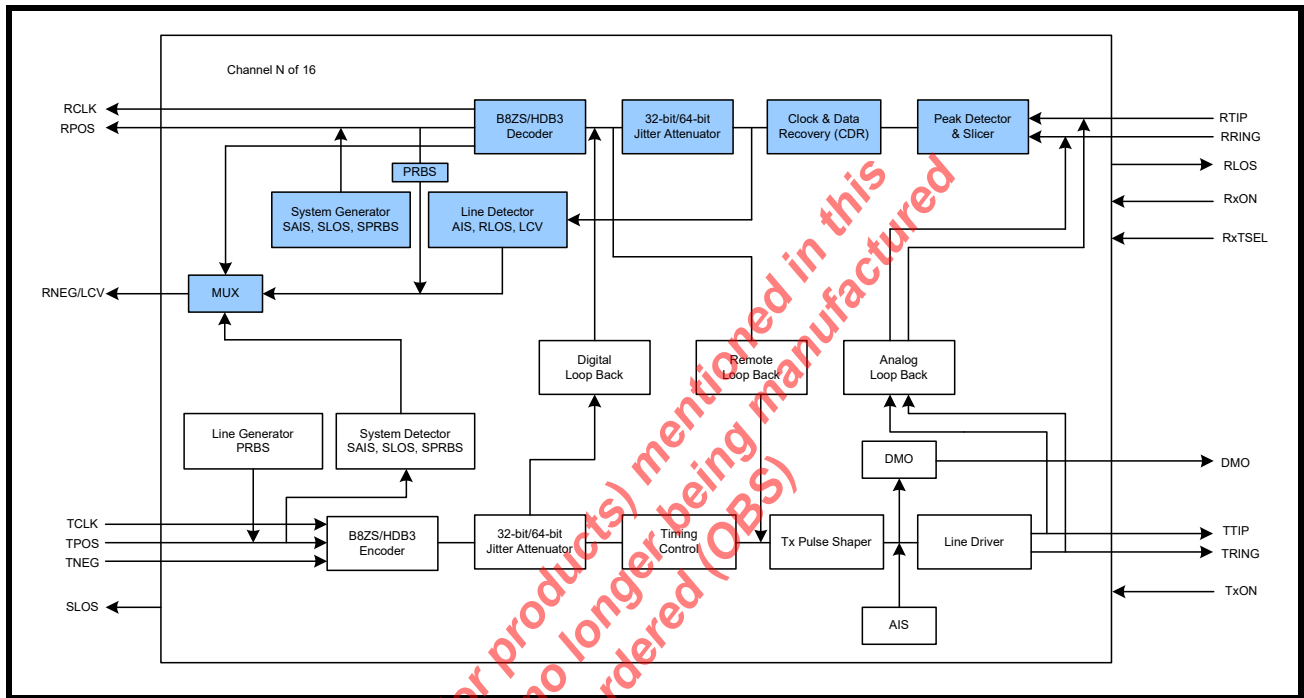 Channel N of 16
RCLK
RPOS
B8ZS/HDB3
Decoder
32-bit/64-bit
Jitter Attenuator
Clock & Data
Recovery (CDR)
Peak Detector
& Slicer
RTIP
RRING
RLOS
PRBS
System Generator
SAIS, SLOS, SPRBS
Line Detector
AIS, RLOS, LCV
RxON
RxTSEL
RNEG/LCV
MUX
Digital
Loop Back
Remote
Loop Back
Analog
Loop Back
Line Generator
PRBS
System Detector
SAIS, SLOS, SPRBS
DMO
DMO
TCLK
TPOS
TNEG
B8ZS/HDB3
Encoder
32-bit/64-bit
Jitter Attenuator
Timing
Control
Tx Pulse Shaper
Line Driver
TTIP
TRING
SLOS
AIS
TxON
or products) mentioned in this
no longer being manufactured
rdered (OBS)